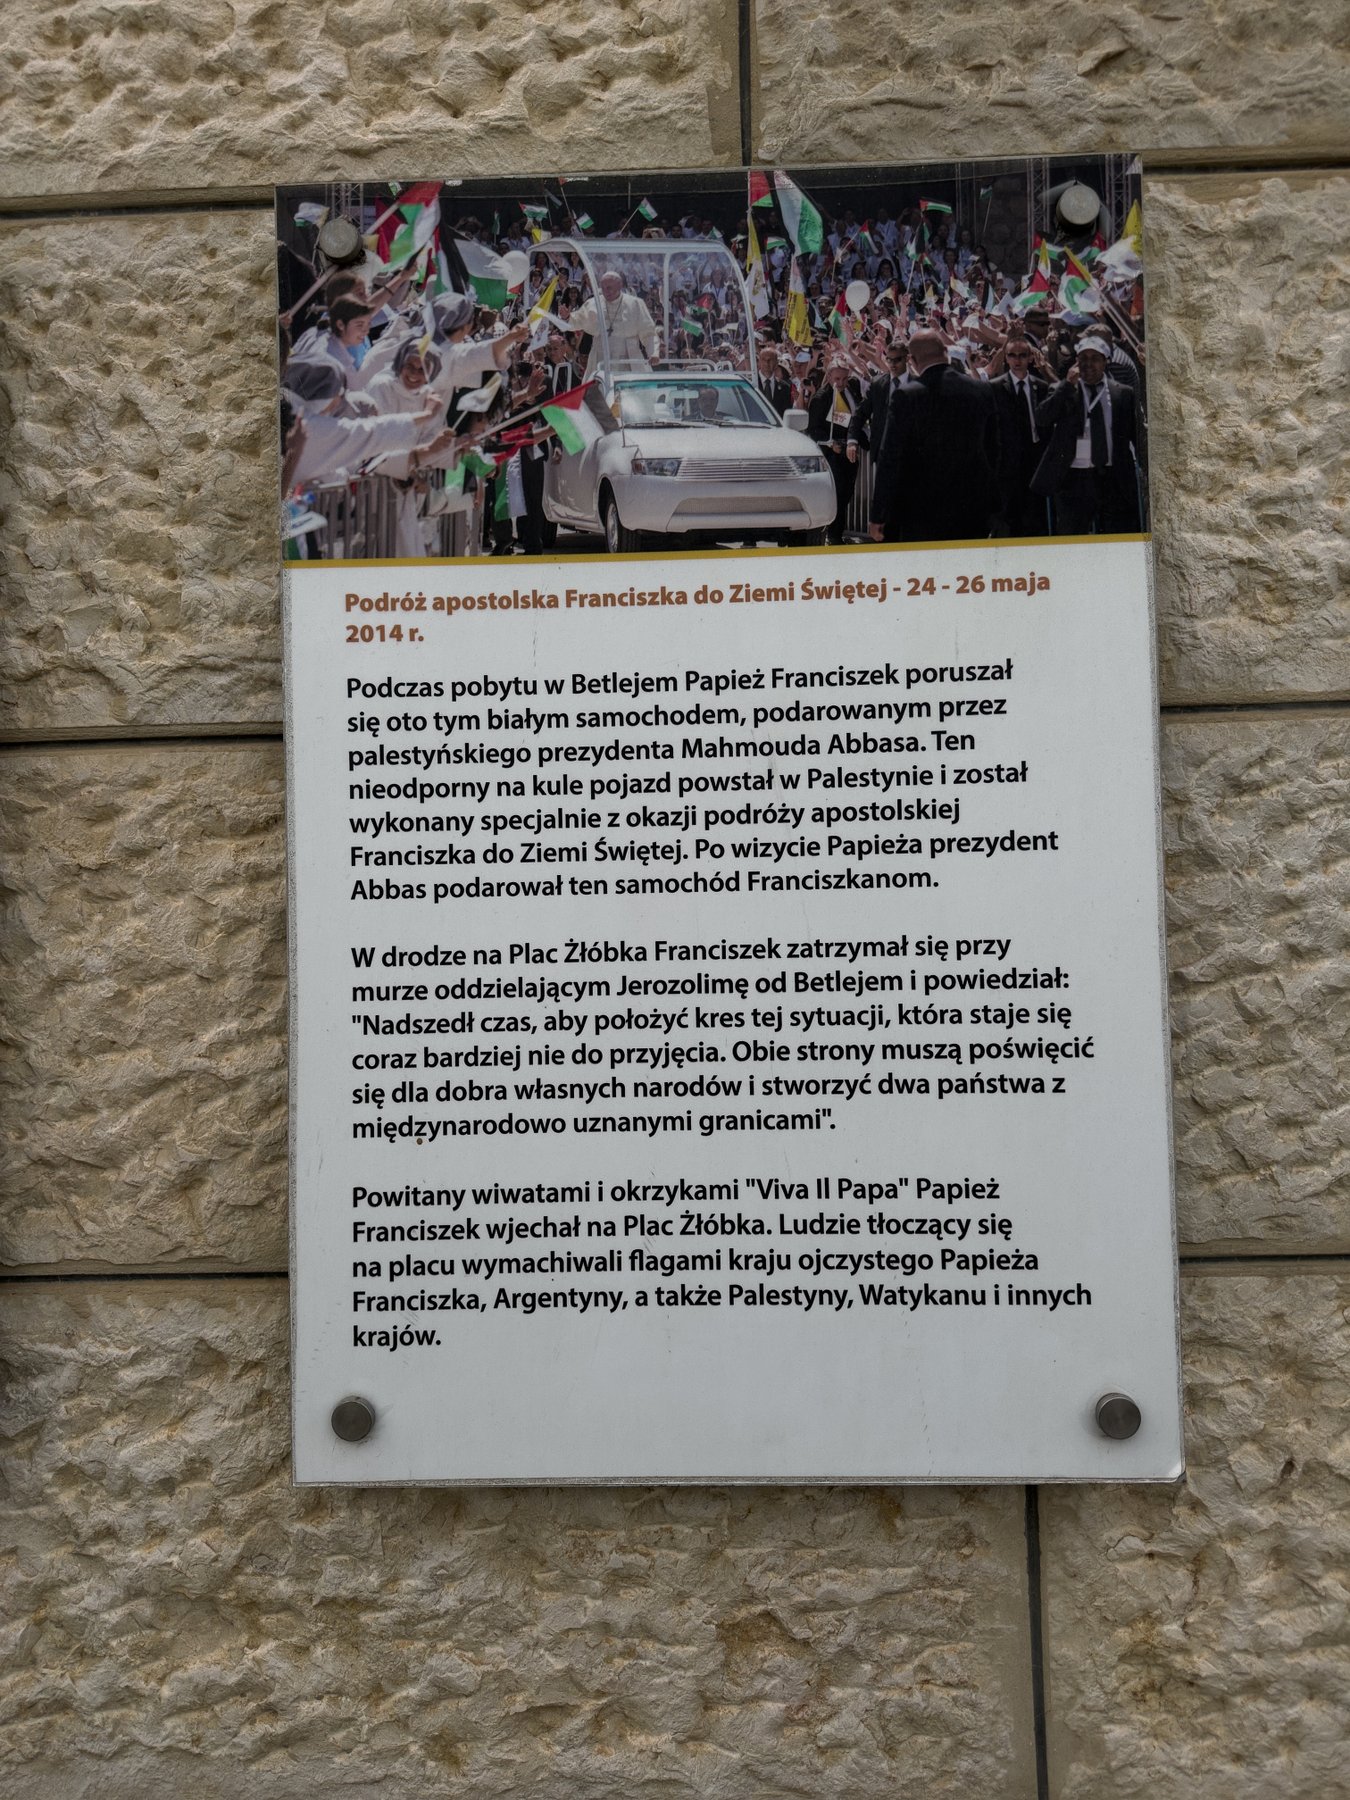 Podróż apostolska Franciszka do Ziemi Świętej - 24 - 26 maja
2014 r.
Podczas pobytu w Betlejem Papież Franciszek poruszał
się oto tym białym samochodem, podarowanym przez
palestyńskiego prezydenta Mahmouda Abbasa. Ten
nieodporny na kule pojazd powstał w Palestynie i został
wykonany specjalnie z okazji podróży apostolskiej
Franciszka do Ziemi Świętej. Po wizycie Papieża prezydent
Abbas podarował ten samochód Franciszkanom.
W drodze na Plac Żłóbka Franciszek zatrzymał się przy
murze oddzielającym Jerozolimę od Betlejem i powiedział:
"Nadszedł czas, aby położyć kres tej sytuacji, która staje się
coraz bardziej nie do przyjęcia. Obie strony muszą poświęcić
się dla dobra własnych narodów i stworzyć dwa państwa z
międzynarodowo uznanymi granicami".
Powitany wiwatami i okrzykami "Viva Il Papa" Papież
Franciszek wjechał na Plac Żłóbka. Ludzie tłoczący się
na placu wymachiwali flagami kraju ojczystego Papieża
Franciszka, Argentyny, a także Palestyny, Watykanu i innych
krajów.